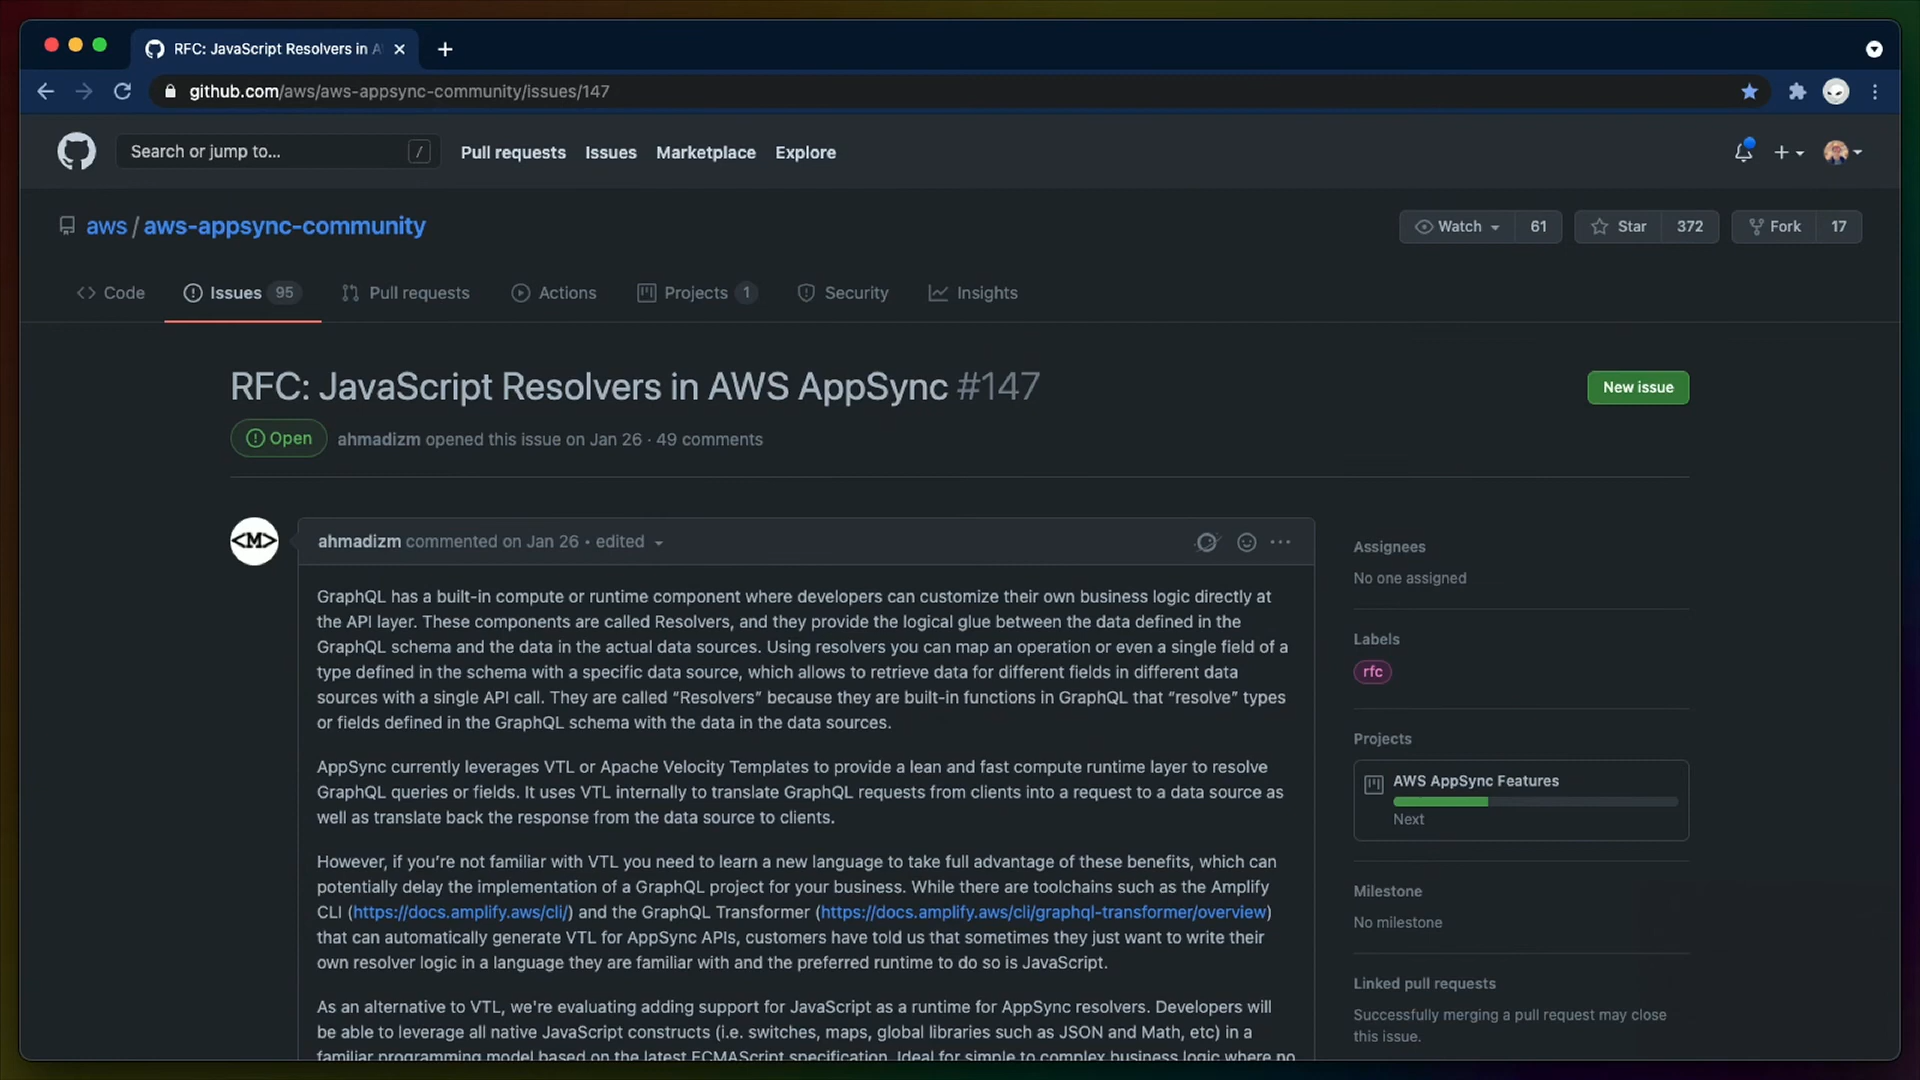 RFC: JavaScript Resolvers in A
github.com/aws/aws-appsync-community/issues/147
Search or jump to... /
Pull requests Issues Marketplace Explore
aws / aws-appsync-community
Watch 61 Star 372 Fork 17
Code Issues 95 Pull requests Actions Projects 1 Security Insights
RFC: JavaScript Resolvers in AWS AppSync #147
New issue
Open ahmadizm opened this issue on Jan 26 · 49 comments
<M>
ahmadizm commented on Jan 26 • edited
GraphQL has a built-in compute or runtime component where developers can customize their own business logic directly at
the API layer. These components are called Resolvers, and they provide the logical glue between the data defined in the
GraphQL schema and the data in the actual data sources. Using resolvers you can map an operation or even a single field of a
type defined in the schema with a specific data source, which allows to retrieve data for different fields in different data
sources with a single API call. They are called “Resolvers” because they are built-in functions in GraphQL that “resolve” types
or fields defined in the GraphQL schema with the data in the data sources.
AppSync currently leverages VTL or Apache Velocity Templates to provide a lean and fast compute runtime layer to resolve
GraphQL queries or fields. It uses VTL internally to translate GraphQL requests from clients into a request to a data source as
well as translate back the response from the data source to clients.
However, if you’re not familiar with VTL you need to learn a new language to take full advantage of these benefits, which can
potentially delay the implementation of a GraphQL project for your business. While there are toolchains such as the Amplify
CLI (https://docs.amplify.aws/cli/) and the GraphQL Transformer (https://docs.amplify.aws/cli/graphql-transformer/overview)
that can automatically generate VTL for AppSync APIs, customers have told us that sometimes they just want to write their
own resolver logic in a language they are familiar with and the preferred runtime to do so is JavaScript.
As an alternative to VTL, we're evaluating adding support for JavaScript as a runtime for AppSync resolvers. Developers will
be able to leverage all native JavaScript constructs (i.e. switches, maps, global libraries such as JSON and Math, etc) in a
familiar programming model based on the latest ECMAScript specification. Ideal for simple to complex business logic where no
Assignees
No one assigned
Labels
rfc
Projects
AWS AppSync Features
Next
Milestone
No milestone
Linked pull requests
Successfully merging a pull request may close
this issue.